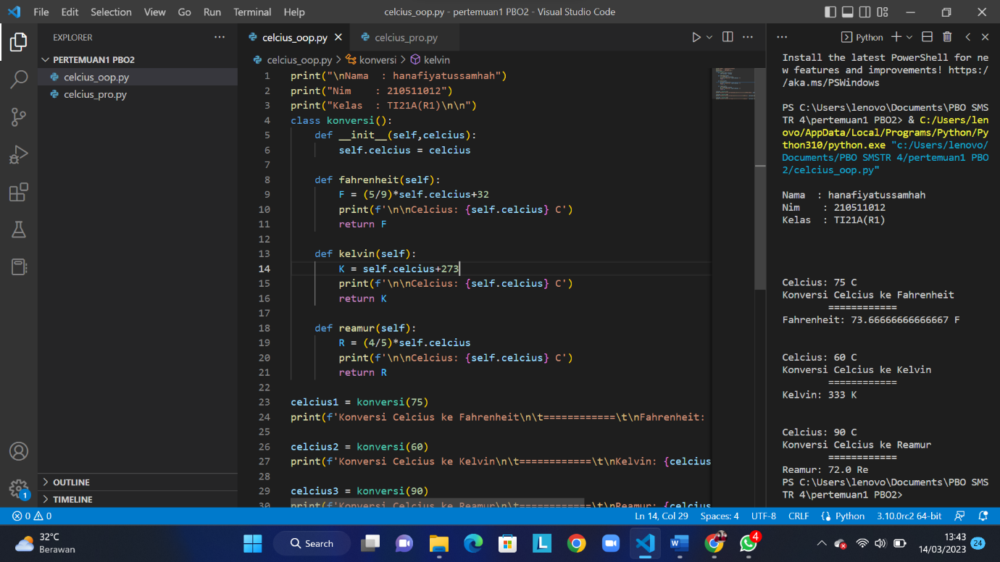 File Edit Selection View Go Run Terminal Help
celcius_oop.py - pertemuan1 PBO2 - Visual Studio Code
EXPLORER
PERTEMUAN1 PBO2
celcius_oop.py
celcius_pro.py
OUTLINE
TIMELINE
celcius_oop.py
celcius_pro.py
celcius_oop.py > konversi > kelvin
1 print("\nNama  : hanafiyatussamhah")
2 print("Nim    : 210511012")
3 print("Kelas  : TI21A(R1)\n\n")
4 class konversi():
5     def __init__(self,celcius):
6         self.celcius = celcius
7
8     def fahrenheit(self):
9         F = (5/9)*self.celcius+32
10         print(f'\n\nCelcius: {self.celcius} C')
11         return F
12
13     def kelvin(self):
14         K = self.celcius+273
15         print(f'\n\nCelcius: {self.celcius} C')
16         return K
17
18     def reamur(self):
19         R = (4/5)*self.celcius
20         print(f'\n\nCelcius: {self.celcius} C')
21         return R
22
23 celcius1 = konversi(75)
24 print(f'Konversi Celcius ke Fahrenheit\n\t============\t\nFahrenheit:
25
26 celcius2 = konversi(60)
27 print(f'Konversi Celcius ke Kelvin\n\t============\t\nKelvin: {celcius
28
29 celcius3 = konversi(90)
30 print(f'Konversi Celcius ke Reamur\n\t============\t\nReamur: {celcius
Python
Install the latest PowerShell for ne
w features and improvements! https:/
/aka.ms/PSWindows
PS C:\Users\lenovo\Documents\PBO SMS
TR 4\pertemuan1 PBO2> & C:/Users/len
ovo/AppData/Local/Programs/Python/Py
thon310/python.exe "c:/Users/lenovo/
Documents/PBO SMSTR 4/pertemuan1 PBO
2/celcius_oop.py"
Nama  : hanafiyatussamhah
Nim    : 210511012
Kelas  : TI21A(R1)
Celcius: 75 C
Konversi Celcius ke Fahrenheit
============
Fahrenheit: 73.66666666666667 F
Celcius: 60 C
Konversi Celcius ke Kelvin
============
Kelvin: 333 K
Celcius: 90 C
Konversi Celcius ke Reamur
============
Reamur: 72.0 Re
PS C:\Users\lenovo\Documents\PBO SMS
TR 4\pertemuan1 PBO2>
1
0 0
Ln 14, Col 29 Spaces: 4 UTF-8 CRLF Python 3.10.0rc2 64-bit
32°C
Berawan
Search
L
W
4
13:43
14/03/2023
24